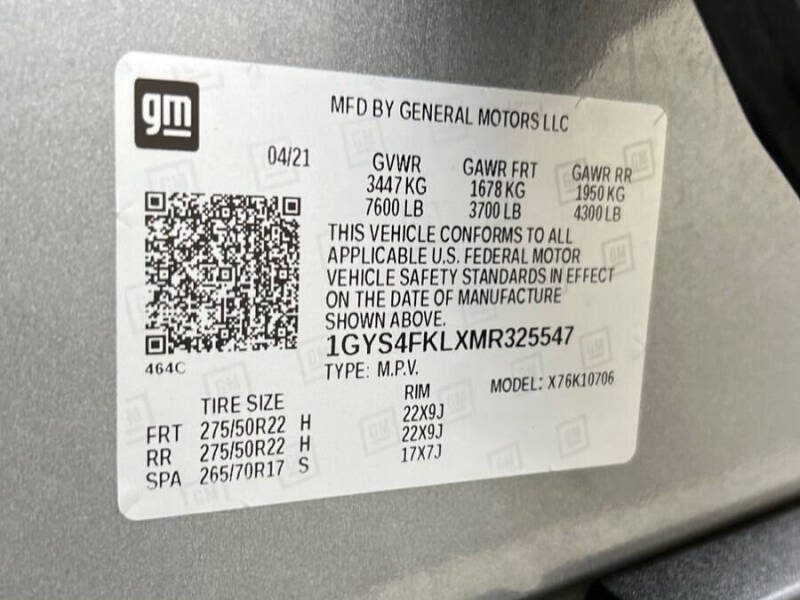 gm
MFD BY GENERAL MOTORS LLC
04/21
GVWR GAWR FRT GAWR RR
3447 KG 1678 KG 1950 KG
7600 LB 3700 LB 4300 LB
THIS VEHICLE CONFORMS TO ALL
APPLICABLE U.S. FEDERAL MOTOR
VEHICLE SAFETY STANDARDS IN EFFECT
ON THE DATE OF MANUFACTURE
SHOWN ABOVE.
1GYS4FKLXMR325547
464C
TYPE: M.P.V.
MODEL: X76K10706
TIRE SIZE RIM
FRT 275/50R22 H 22X9J
RR 275/50R22 H 22X9J
SPA 265/70R17 S 17X7J